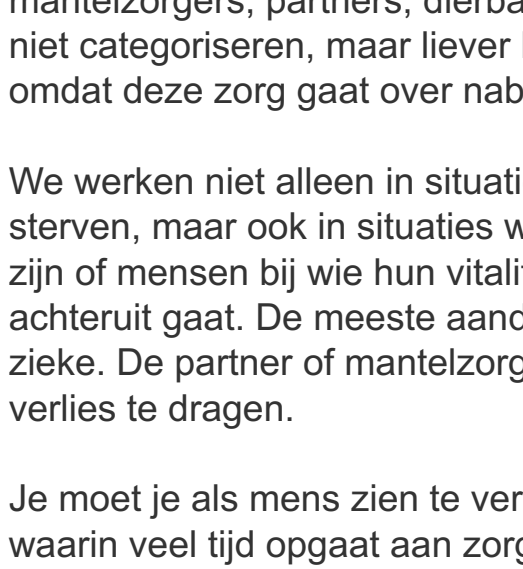 mantelzorgers, partners, dierba
niet categoriseren, maar liever
omdat deze zorg gaat over nab
We werken niet alleen in situati
sterven, maar ook in situaties w
zijn of mensen bij wie hun vitali
achteruit gaat. De meeste aand
zieke. De partner of mantelzorg
verlies te dragen.
Je moet je als mens zien te ver
waarin veel tijd opgaat aan zorg